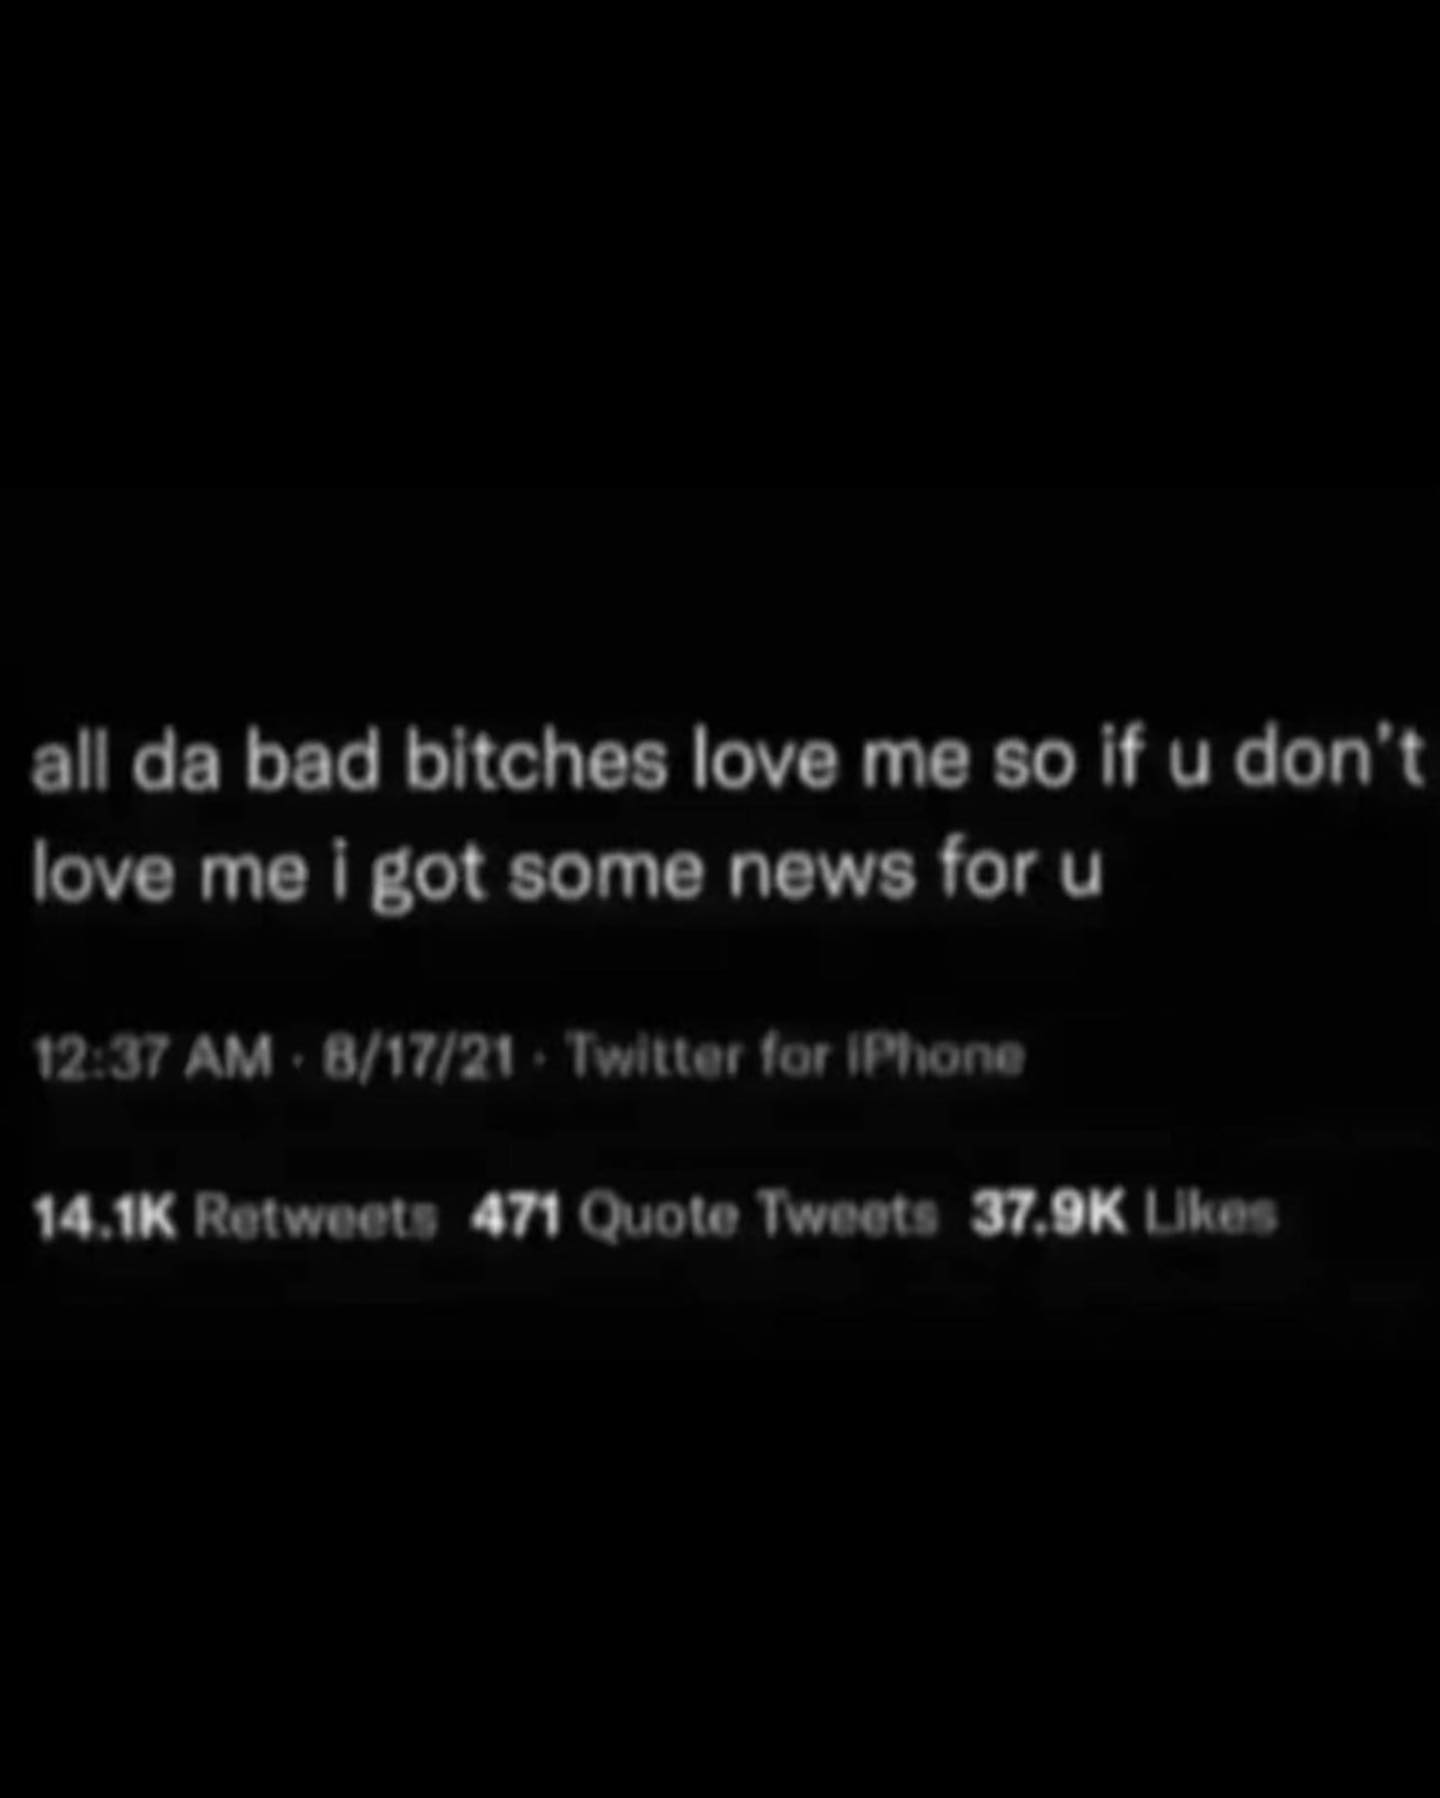 all da bad bitches love me so if u don't
love me i got some news for u
12:37 AM · 8/17/21 · Twitter for iPhone
14.1K Retweets 471 Quote Tweets 37.9K Likes